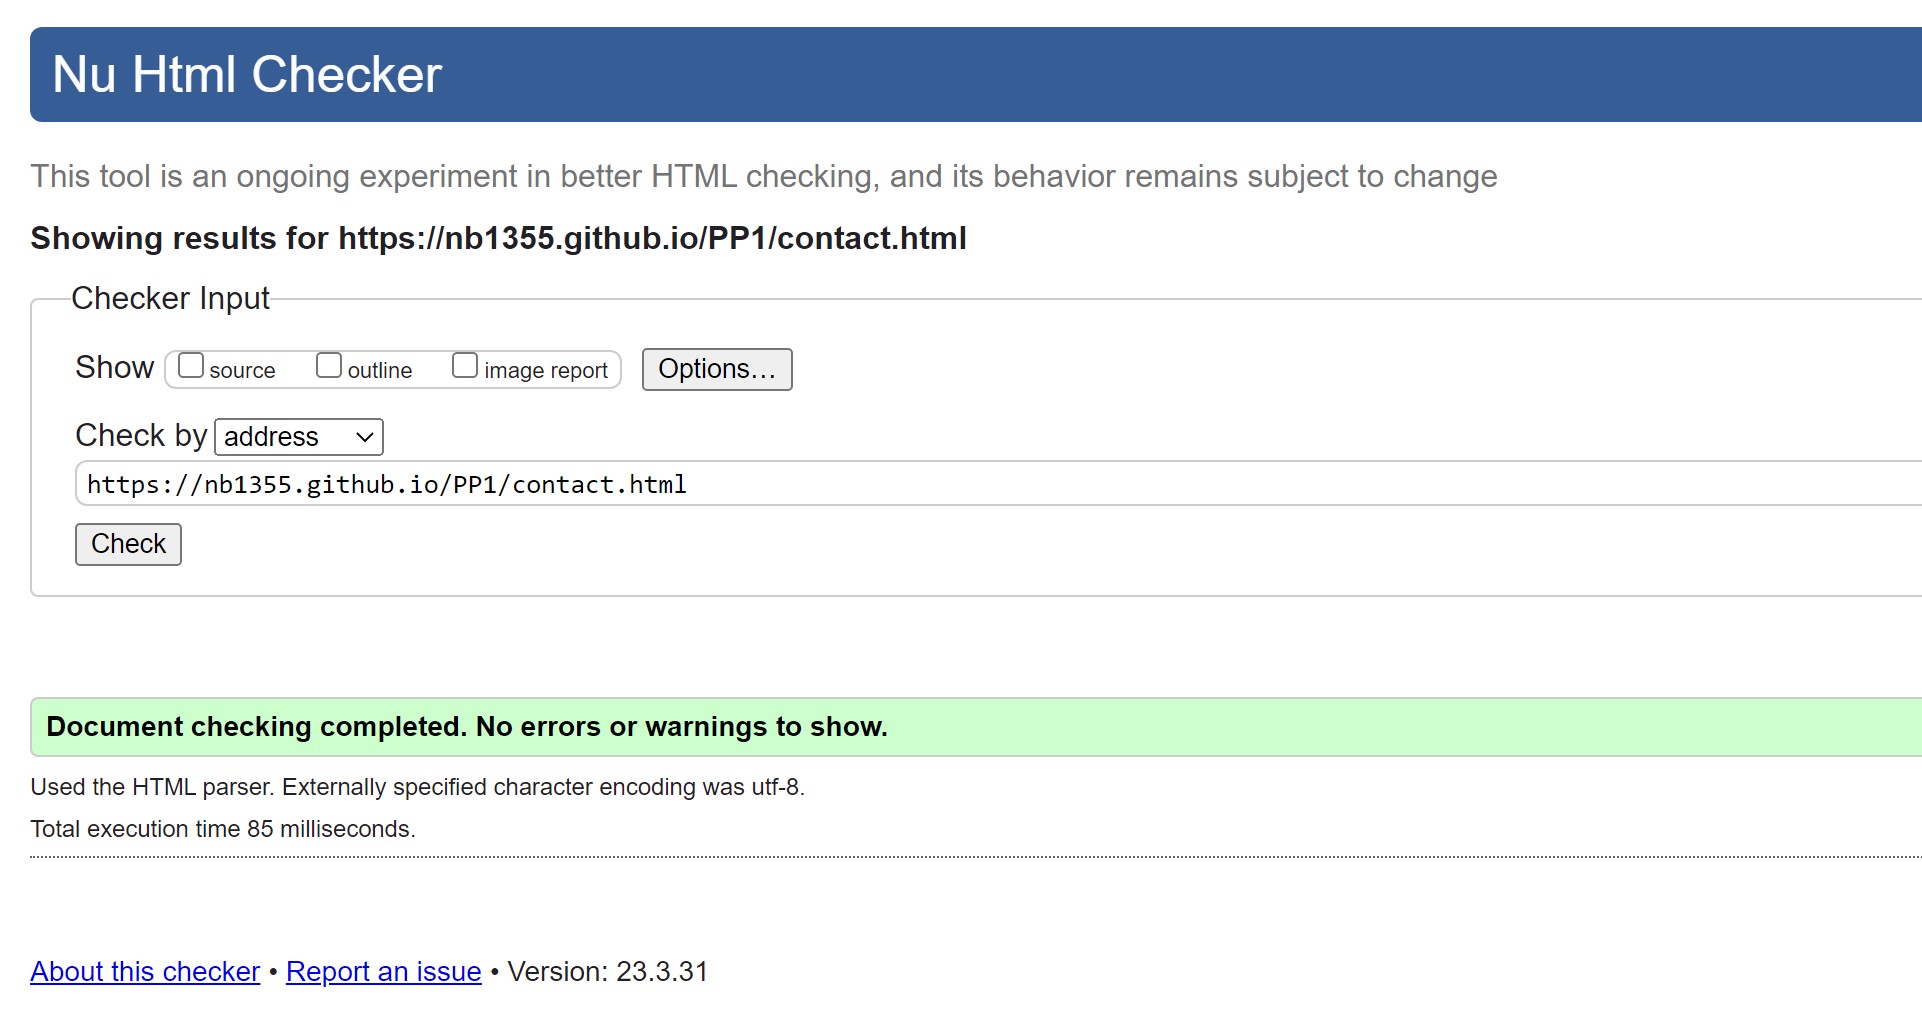 Nu Html Checker
This tool is an ongoing experiment in better HTML checking, and its behavior remains subject to change
Showing results for https://nb1355.github.io/PP1/contact.html
Checker Input
Show source outline image report Options…
Check by address
https://nb1355.github.io/PP1/contact.html
Check
Document checking completed. No errors or warnings to show.
Used the HTML parser. Externally specified character encoding was utf-8.
Total execution time 85 milliseconds.
About this checker • Report an issue • Version: 23.3.31